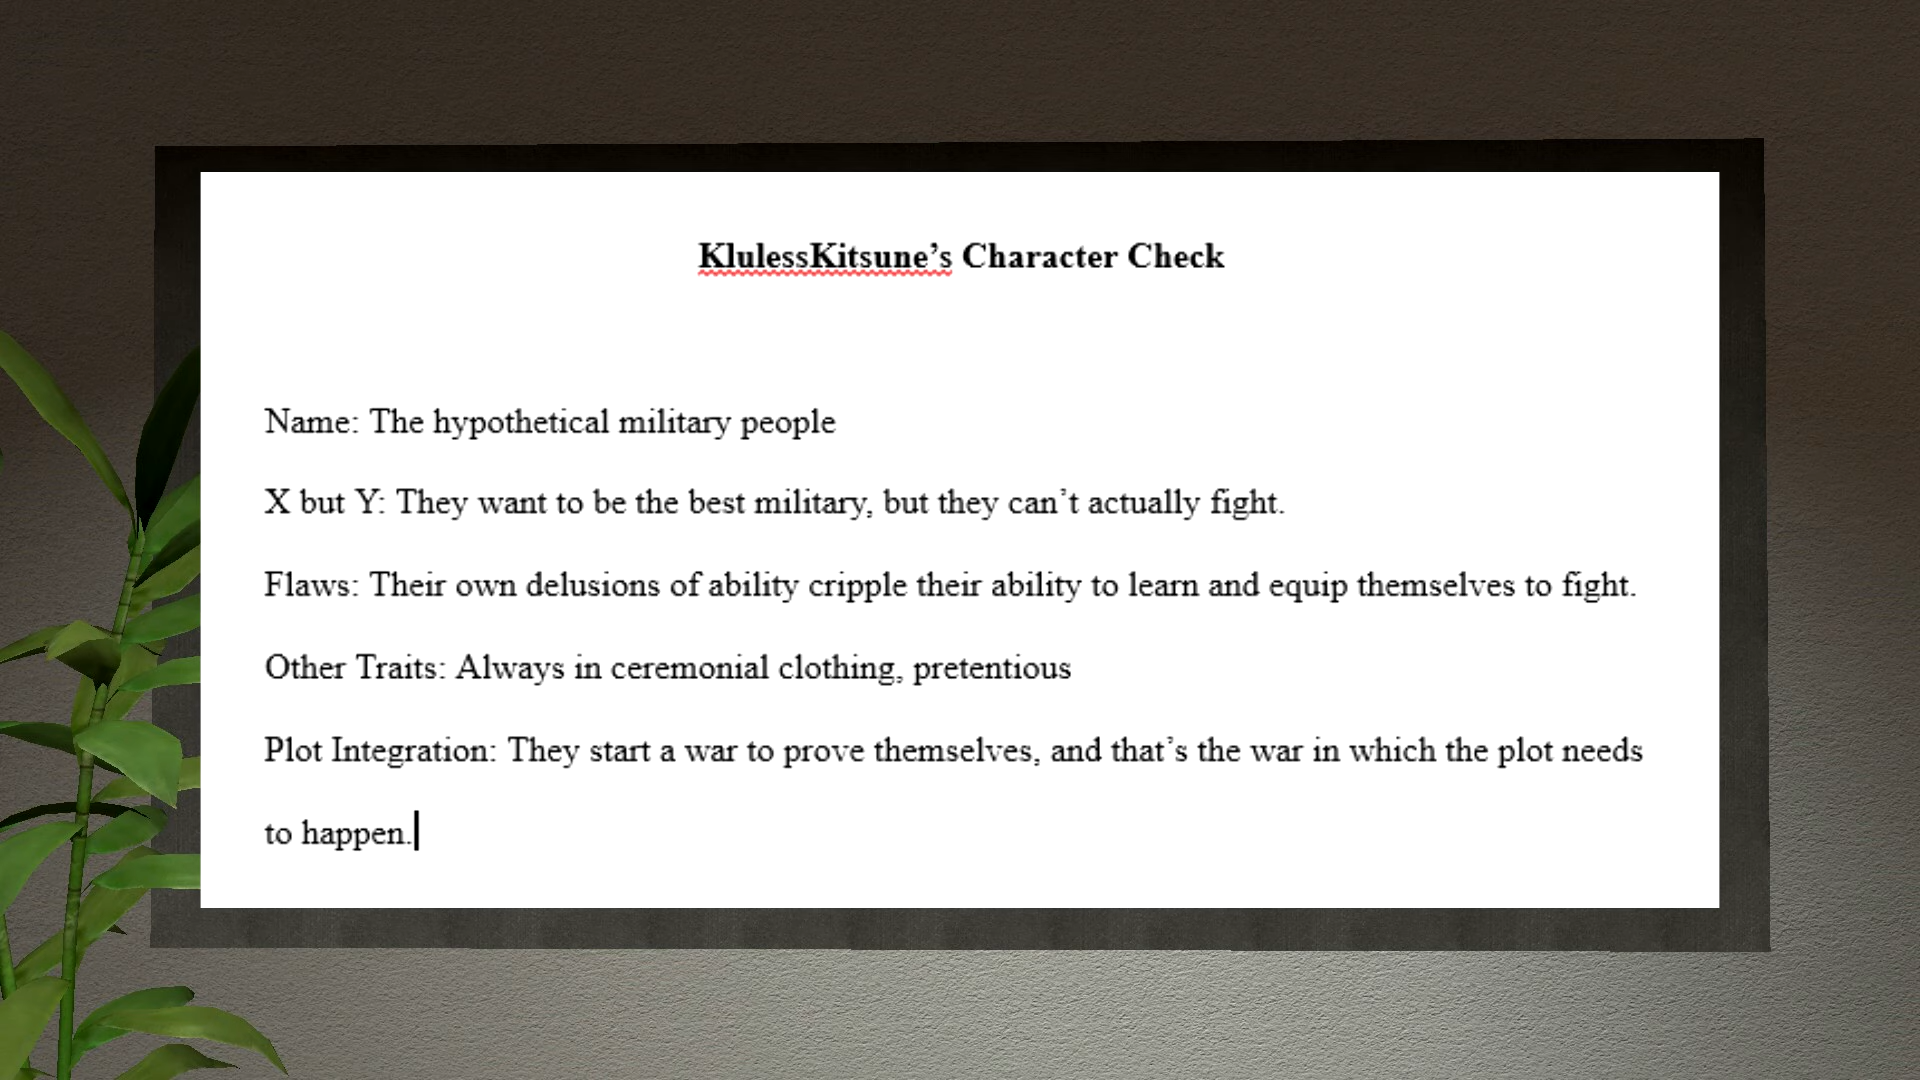 KlulessKitsune’s Character Check
Name: The hypothetical military people
X but Y: They want to be the best military, but they can’t actually fight.
Flaws: Their own delusions of ability cripple their ability to learn and equip themselves to fight.
Other Traits: Always in ceremonial clothing, pretentious
Plot Integration: They start a war to prove themselves, and that’s the war in which the plot needs
to happen.